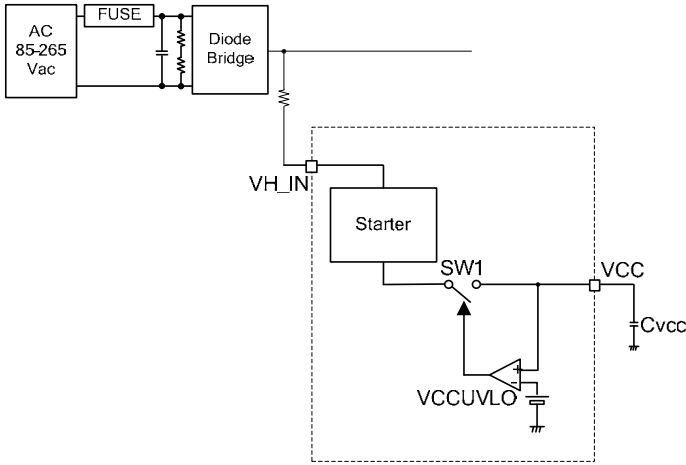 AC
85-265
Vac
FUSE
Diode
Bridge
VH_IN
Starter
SW1
VCC
Cvcc
+
-
VCCUVLO